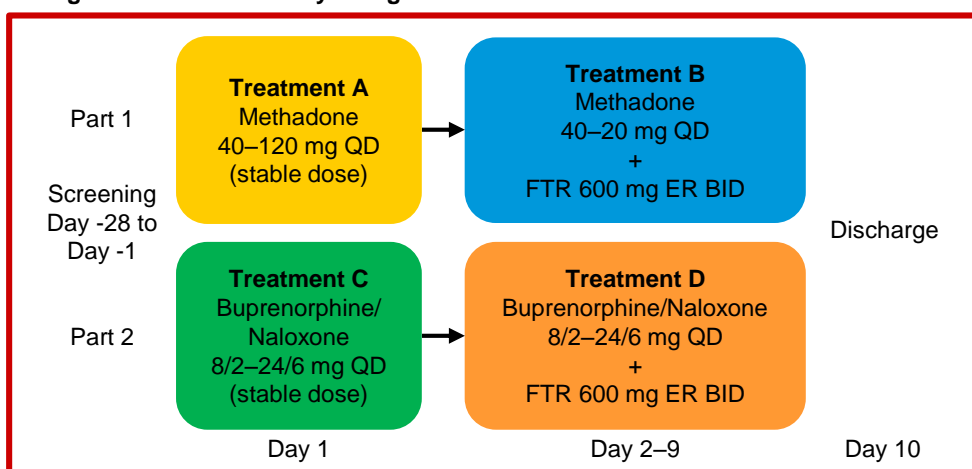 Part 1
Treatment A
Methadone
40–120 mg QD
(stable dose)
Treatment B
Methadone
40–20 mg QD
+
FTR 600 mg ER BID
Screening
Day -28 to
Day -1
Discharge
Part 2
Treatment C
Buprenorphine/
Naloxone
8/2–24/6 mg QD
(stable dose)
Treatment D
Buprenorphine/Naloxone
8/2–24/6 mg QD
+
FTR 600 mg ER BID
Day 1
Day 2–9
Day 10